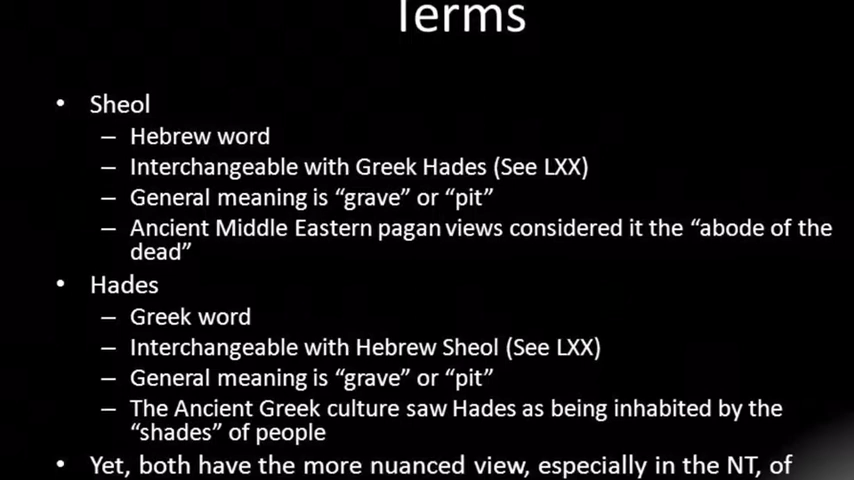 Terms
• Sheol
– Hebrew word
– Interchangeable with Greek Hades (See LXX)
– General meaning is “grave” or “pit”
– Ancient Middle Eastern pagan views considered it the “abode of the
dead”
• Hades
– Greek word
– Interchangeable with Hebrew Sheol (See LXX)
– General meaning is “grave” or “pit”
– The Ancient Greek culture saw Hades as being inhabited by the
“shades” of people
• Yet, both have the more nuanced view, especially in the NT, of